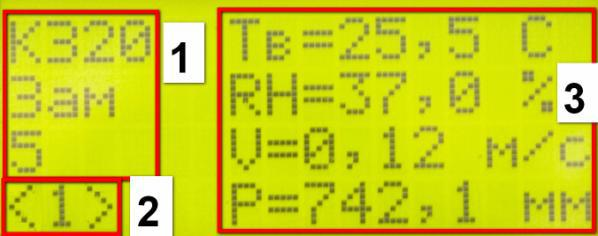 К320
Зам
5
<1>
1
2
Тв=25,5 С
RH=37,0 %
V=0,12 м/с
P=742,1 мм
3